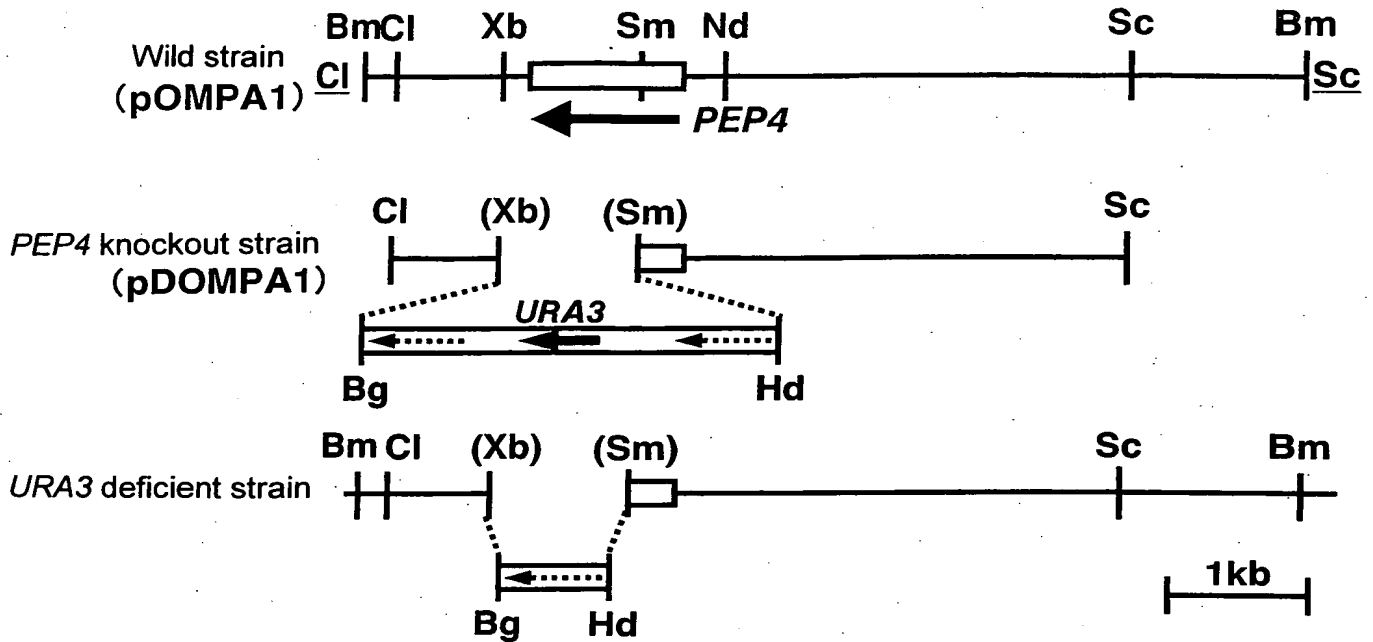 Bm Cl Xb Sm Nd Sc Bm
Wild strain
(pOMPA1) Cl Sc
PEP4
Cl (Xb) (Sm) Sc
PEP4 knockout strain
(pDOMPA1)
URA3
Bg Hd
Bm Cl (Xb) (Sm) Sc Bm
URA3 deficient strain
1kb
Bg Hd